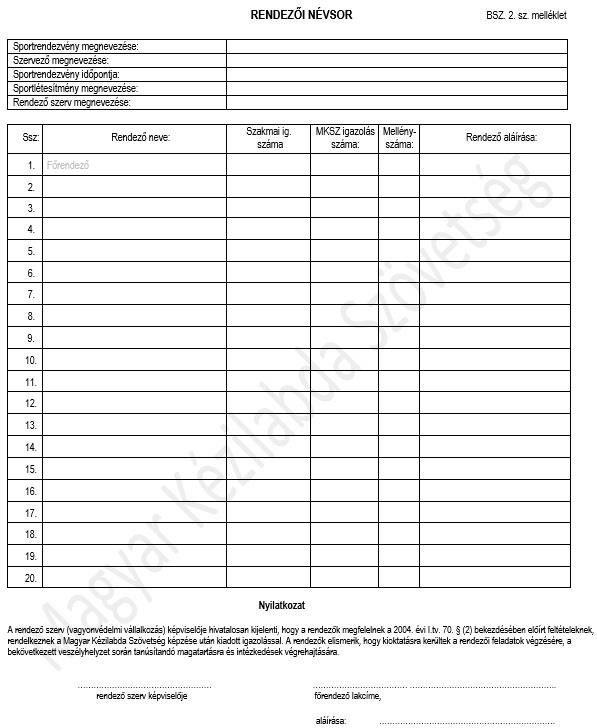 RENDEZŐI NÉVSOR BSZ. 2. sz. melléklet
Sportrendezvény megnevezése:
Szervező megnevezése:
Sportrendezvény időpontja:
Sportlétesítmény megnevezése:
Rendező szerv megnevezése:
Ssz: Rendező neve: Szakmai ig. száma MKSZ igazolás száma: Mellény-száma: Rendező aláírása:
1. Főrendező
2.
3.
4.
5.
6.
7.
8.
9.
10.
11.
12.
13.
14.
15.
16.
17.
18.
19.
20.
Magyar Kézilabda Szövetség
Nyilatkozat
A rendező szerv (vagyonvédelmi vállalkozás) képviselője hivatalosan kijelenti, hogy a rendezők megfelelnek a 2004. évi I.tv. 70. § (2) bekezdésében előírt feltételeknek,
rendelkeznek a Magyar Kézilabda Szövetség képzése után kiadott igazolással. A rendezők elismerik, hogy kioktatásra kerültek a rendezői feladatok végzésére, a
bekövetkezett veszélyhelyzet során tanúsítandó magatartásra és intézkedések végrehajtására.
rendező szerv képviselője főrendező lakcíme,
aláírása: